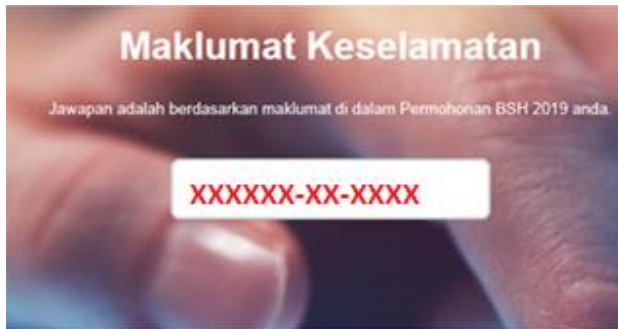 Maklumat Keselamatan
Jawapan adalah berdasarkan maklumat di dalam Permohonan BSH 2019 anda.
XXXXXX-XX-XXXX